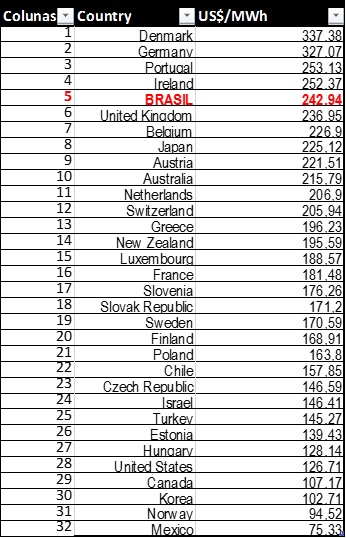 Colunas Country US$/MWh
1 Denmark 337,38
2 Germany 327,07
3 Portugal 253,13
4 Ireland 252,37
5 BRASIL 242,94
6 United Kingdom 236,95
7 Belgium 226,9
8 Japan 225,12
9 Austria 221,51
10 Australia 215,79
11 Netherlands 206,9
12 Switzerland 205,94
13 Greece 196,23
14 New Zealand 195,59
15 Luxembourg 188,57
16 France 181,48
17 Slovenia 176,26
18 Slovak Republic 171,2
19 Sweden 170,59
20 Finland 168,91
21 Poland 163,8
22 Chile 157,85
23 Czech Republic 146,59
24 Israel 146,41
25 Turkey 145,27
26 Estonia 139,43
27 Hungary 128,14
28 United States 126,71
29 Canada 107,17
30 Korea 102,71
31 Norway 94,52
32 Mexico 75,33